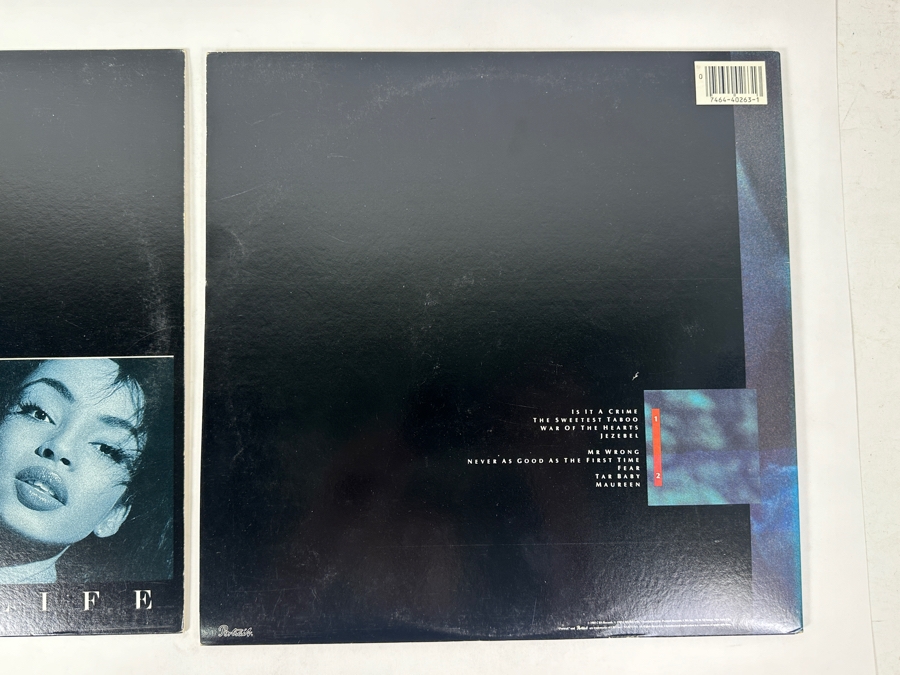 0
7464-40263-1
IS IT A CRIME
THE SWEETEST TABOO
WAR OF THE HEARTS
JEZEBEL
1
MR WRONG
NEVER AS GOOD AS THE FIRST TIME
FEAR
TAR BABY
MAUREEN
2
LIFE
Portrait.